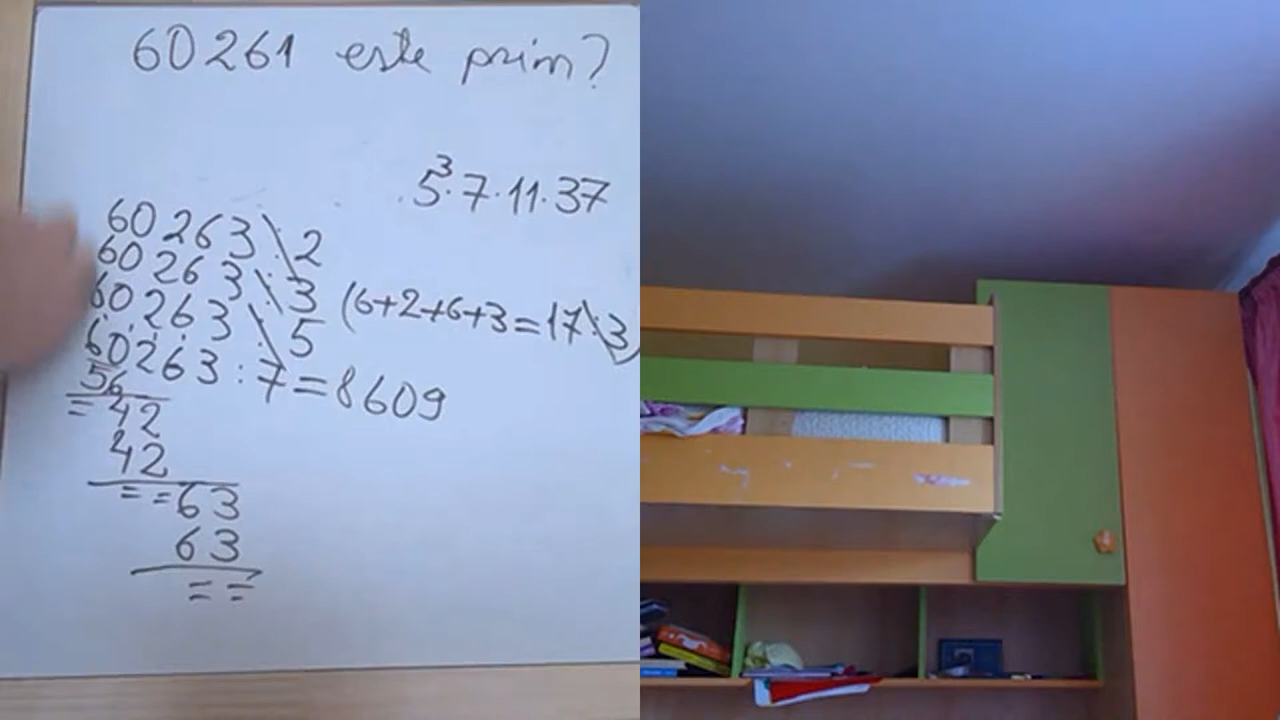 60261 este prim?
5³·7·11·37
60263 ⋮̸ 2
60263 ⋮̸ 3 (6+2+6+3=17 ⋮̸ 3)
60263 ⋮̸ 5
60263:7=8609
56
= 42
42
= = 63
63
= =